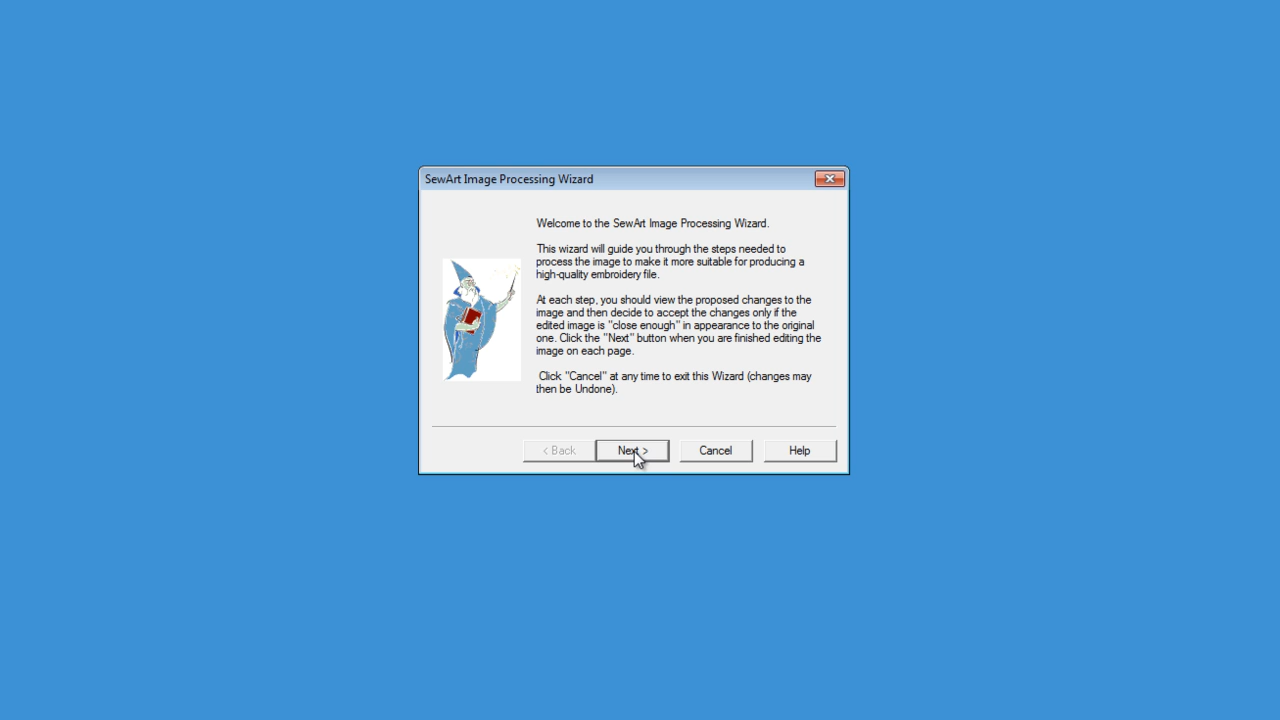 SewArt Image Processing Wizard
Welcome to the SewArt Image Processing Wizard.
This wizard will guide you through the steps needed to
process the image to make it more suitable for producing a
high-quality embroidery file.
At each step, you should view the proposed changes to the
image and then decide to accept the changes only if the
edited image is "close enough" in appearance to the original
one. Click the "Next" button when you are finished editing the
image on each page.
Click "Cancel" at any time to exit this Wizard (changes may
then be Undone).
< Back Next > Cancel Help